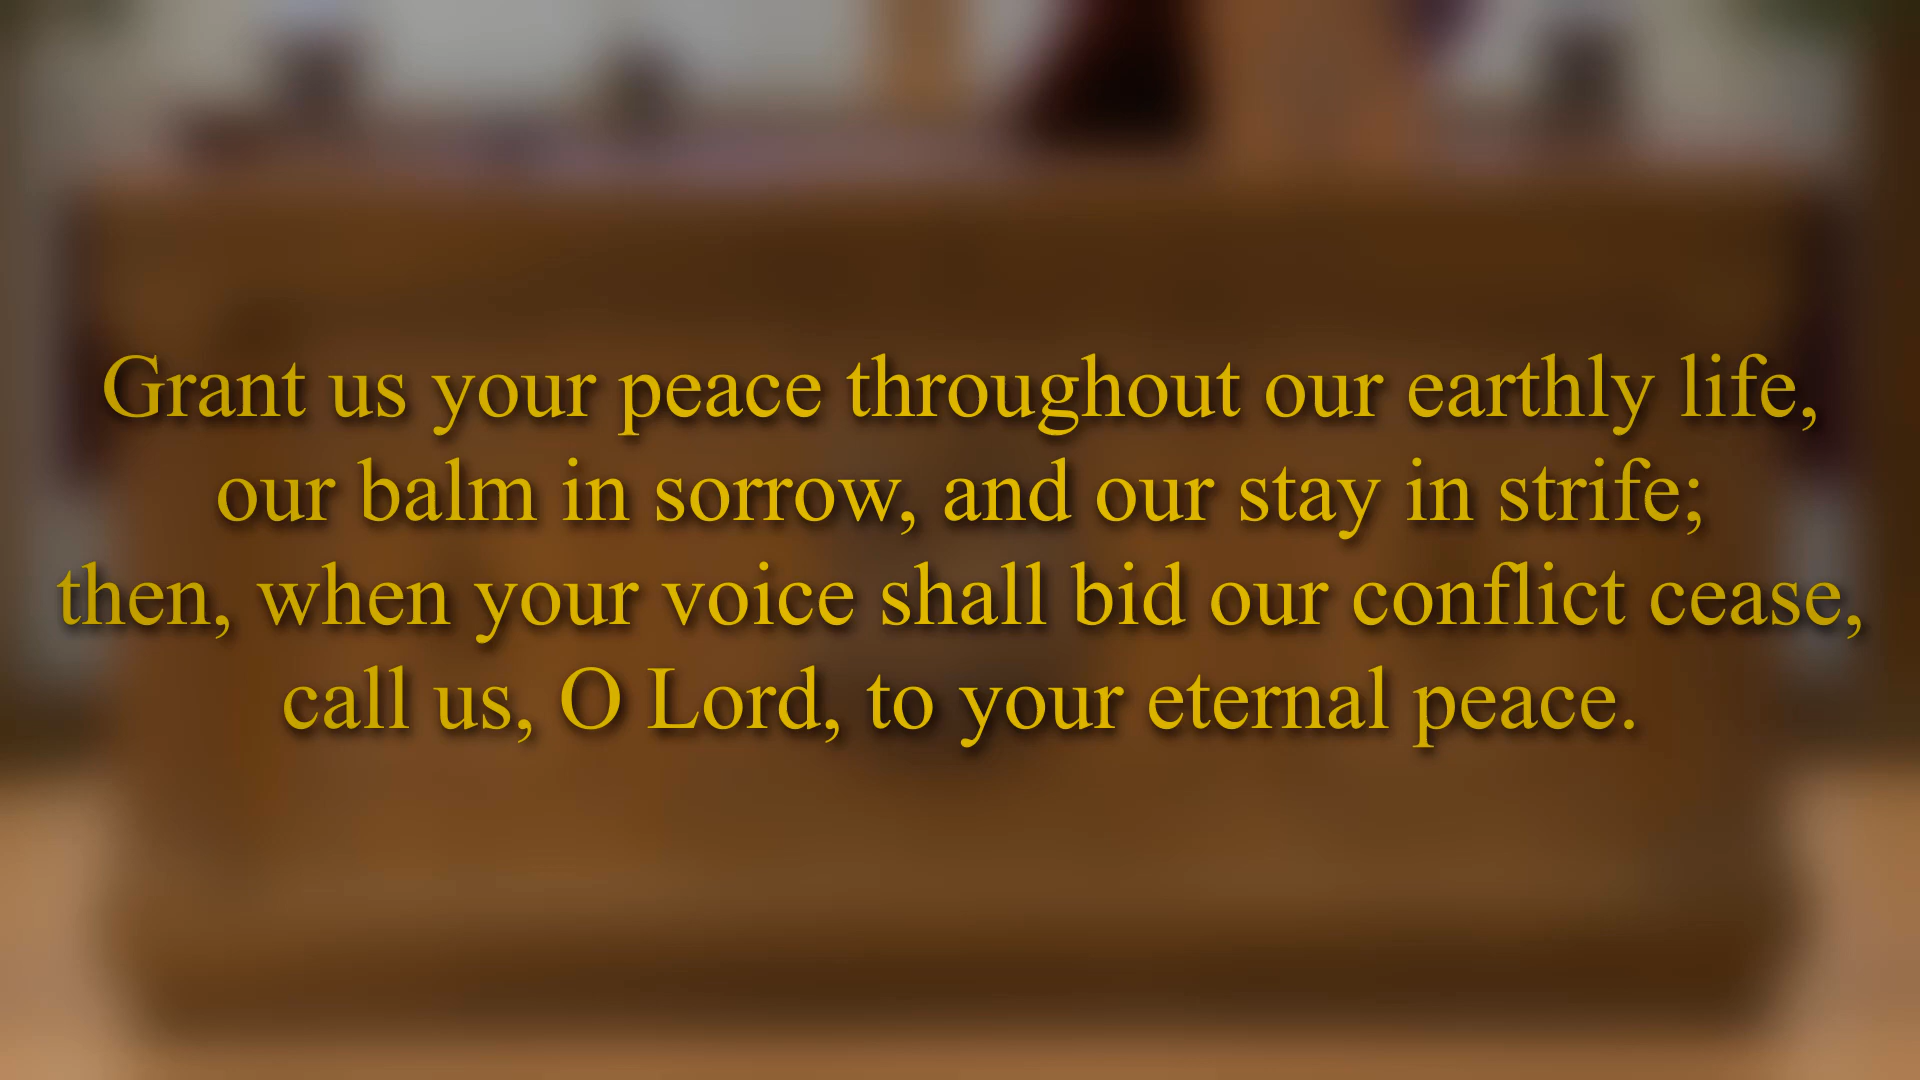 Grant us your peace throughout our earthly life,
our balm in sorrow, and our stay in strife;
then, when your voice shall bid our conflict cease,
call us, O Lord, to your eternal peace.